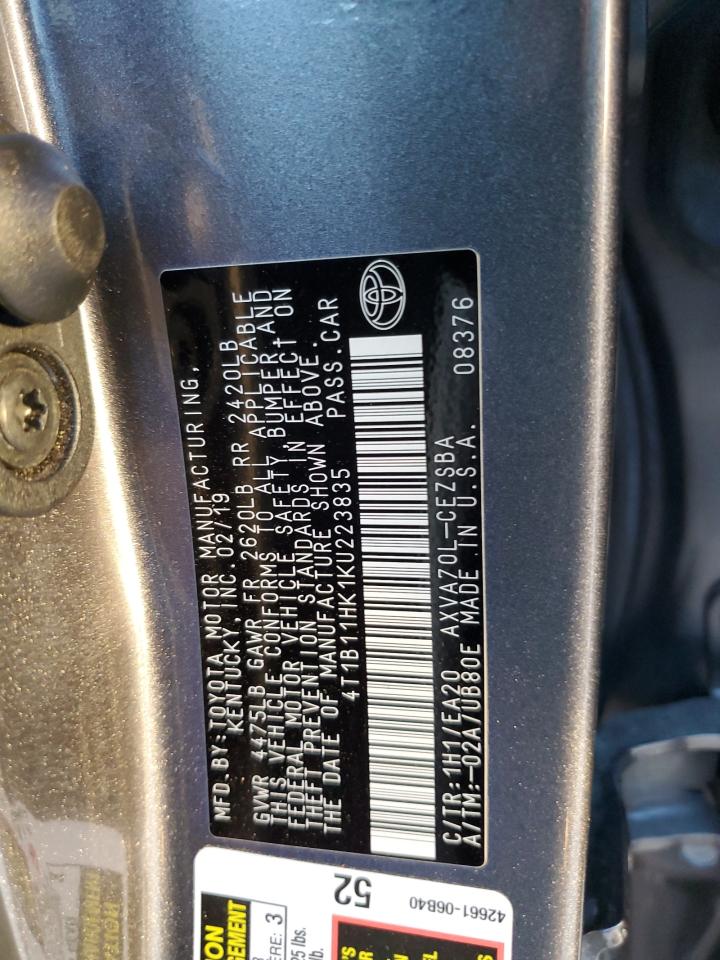 MFD BY:TOYOTA MOTOR MANUFACTURING,
KENTUCKY, INC. 02/19
GVWR 4475LB GAWR FR 2620LB RR 2420LB
THIS VEHICLE CONFORMS TO ALL APPLICABLE
FEDERAL MOTOR VEHICLE SAFETY, BUMPER, AND
THEFT PREVENTION STANDARDS IN EFFECT ON
THE DATE OF MANUFACTURE SHOWN ABOVE.
4T1B11HK1KU223835 PASS.CAR
C/TR:1H1/EA20 AXVA70L-CEZSBA 08376
A/TM:-02A/UB80E MADE IN U.S.A.
52
42661-06B40
3